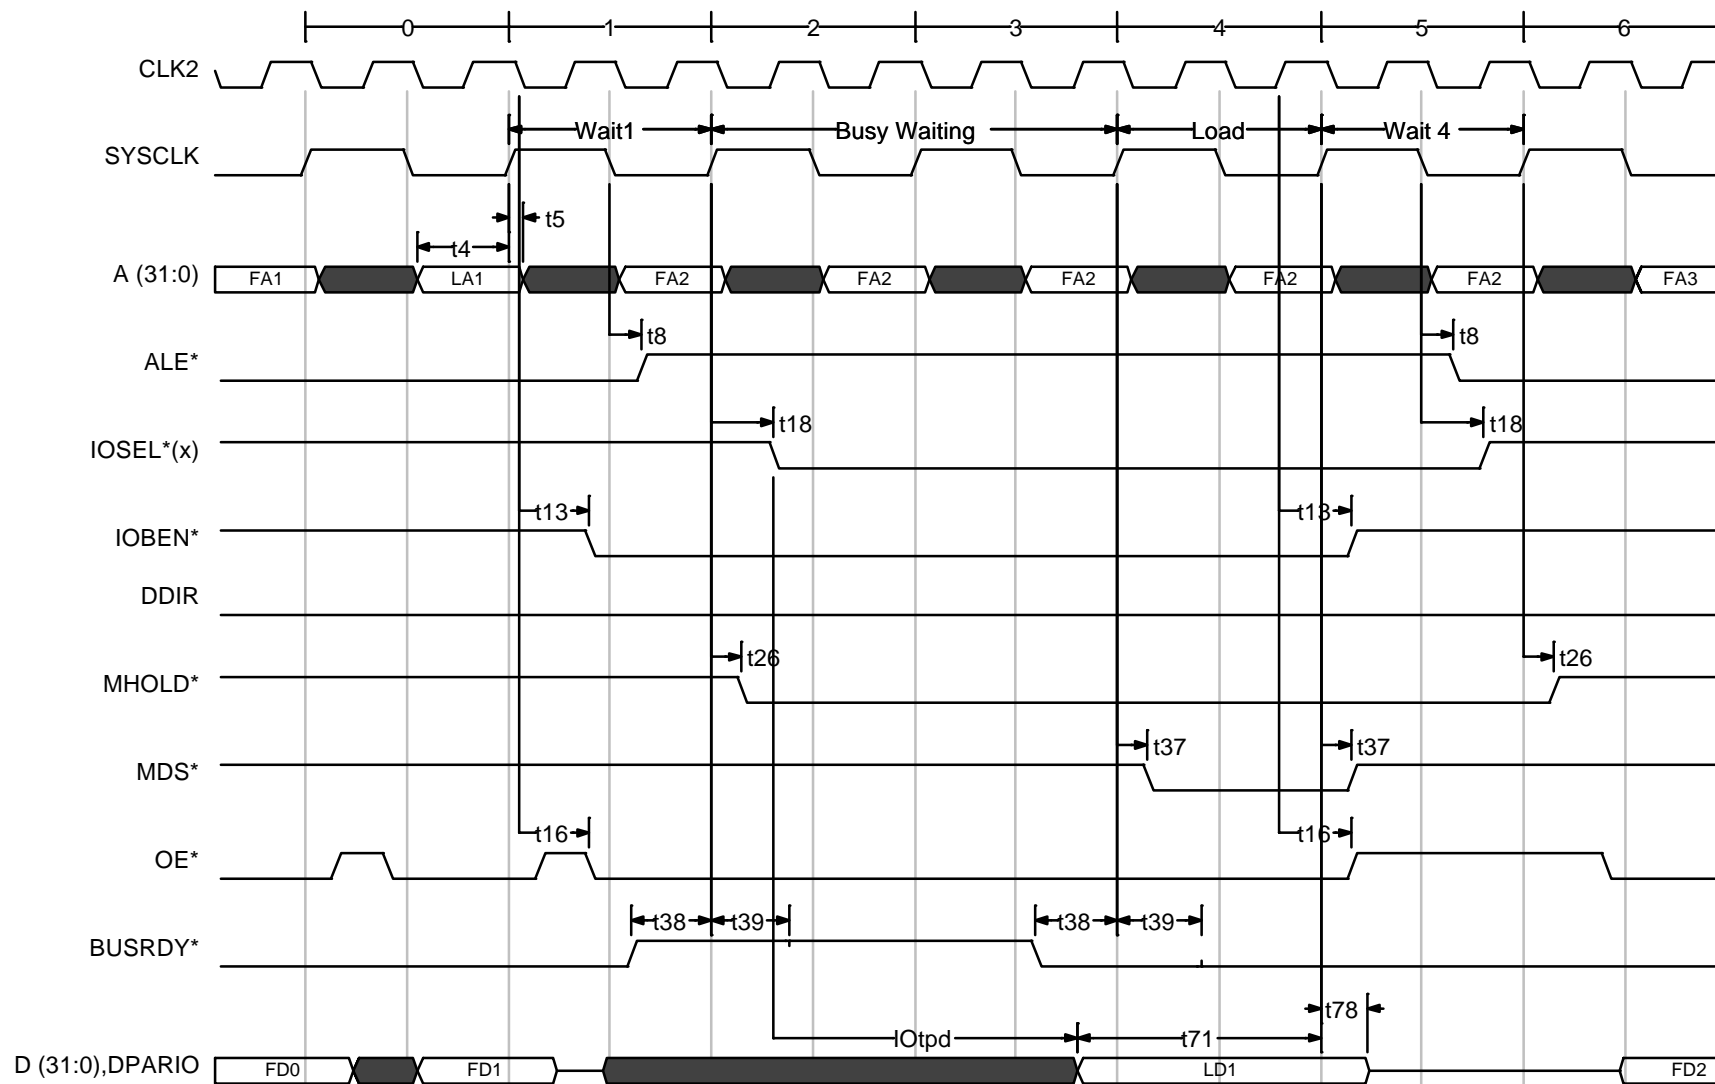 0 1 2 3 4 5 6
CLK2
Wait1 Busy Waiting Load Wait 4
SYSCLK
t5
t4
A (31:0) FA1 LA1 FA2 FA2 FA2 FA2 FA2 FA3
t8 t8
ALE*
t18 t18
IOSEL*(x)
t13 t13
IOBEN*
DDIR
t26 t26
MHOLD*
t37 t37
MDS*
t16 t16
OE*
t38 t39 t38 t39
BUSRDY*
t78
IOtpd t71
D (31:0),DPARIO FD0 FD1 LD1 FD2